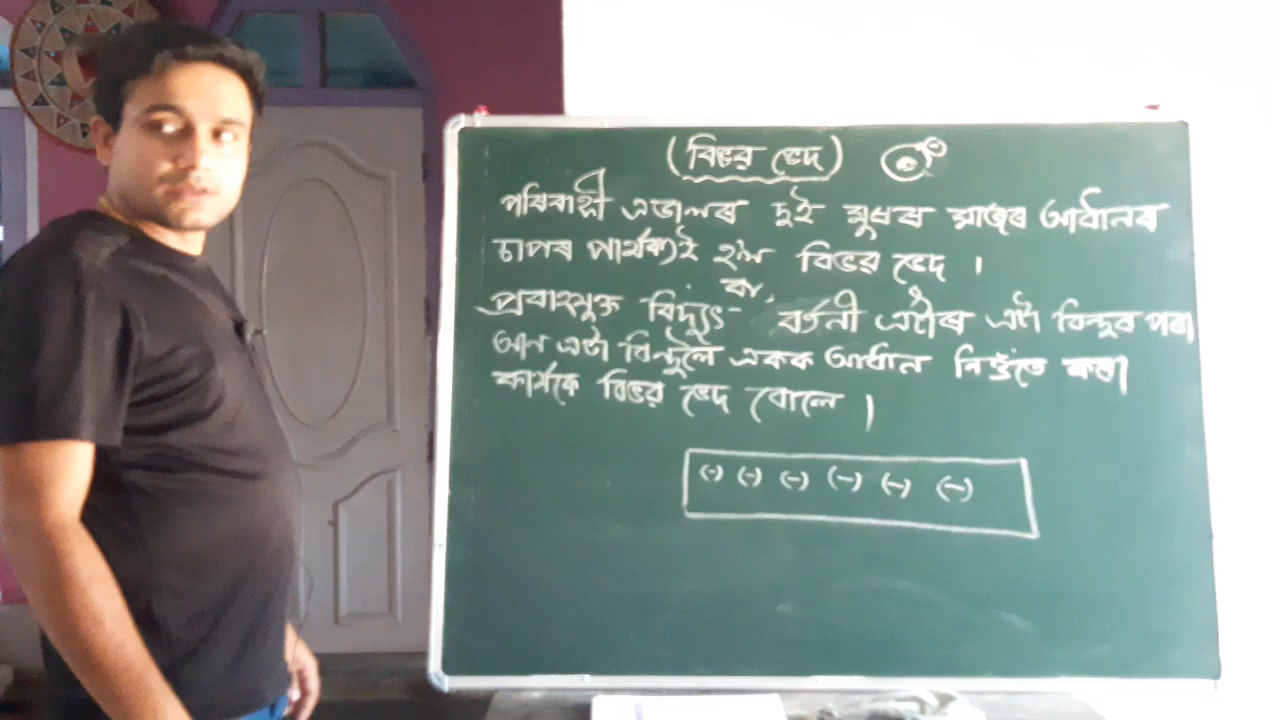 (বিভৱ ভেদ)
পৰিবাহী এডালৰ দুই মুৰৰ মাজৰ আধানৰ
চাপৰ পাৰ্থক্যই হ'ল বিভৱ ভেদ ।
বা,
প্ৰবাহযুক্ত বিদ্যুৎ বৰ্তনী এটাৰ এটা বিন্দুৰ পৰা
আন এটা বিন্দুলৈ একক আধান নিওঁতে কৰা
কাৰ্যকে বিভৱ ভেদ বোলে ।
(-) (-) (-) (-) (-) (-)